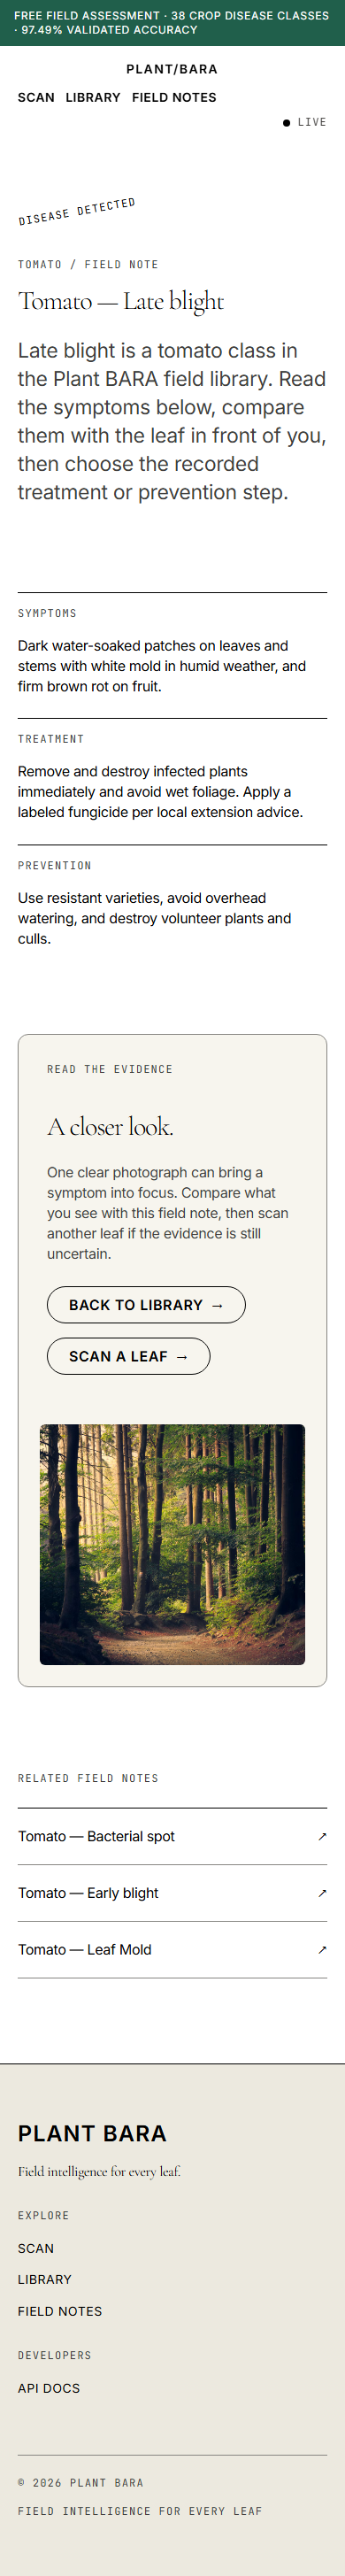 FREE FIELD ASSESSMENT · 38 CROP DISEASE CLASSES
· 97.49% VALIDATED ACCURACY
PLANT/BARA
SCAN LIBRARY FIELD NOTES
LIVE
DISEASE DETECTED
TOMATO / FIELD NOTE
Tomato — Late blight
Late blight is a tomato class in
the Plant BARA field library. Read
the symptoms below, compare
them with the leaf in front of you,
then choose the recorded
treatment or prevention step.
SYMPTOMS
Dark water-soaked patches on leaves and
stems with white mold in humid weather, and
firm brown rot on fruit.
TREATMENT
Remove and destroy infected plants
immediately and avoid wet foliage. Apply a
labeled fungicide per local extension advice.
PREVENTION
Use resistant varieties, avoid overhead
watering, and destroy volunteer plants and
culls.
READ THE EVIDENCE
A closer look.
One clear photograph can bring a
symptom into focus. Compare what
you see with this field note, then scan
another leaf if the evidence is still
uncertain.
BACK TO LIBRARY →
SCAN A LEAF →
RELATED FIELD NOTES
Tomato — Bacterial spot ↗
Tomato — Early blight ↗
Tomato — Leaf Mold ↗
PLANT BARA
Field intelligence for every leaf.
EXPLORE
SCAN
LIBRARY
FIELD NOTES
DEVELOPERS
API DOCS
© 2026 PLANT BARA
FIELD INTELLIGENCE FOR EVERY LEAF